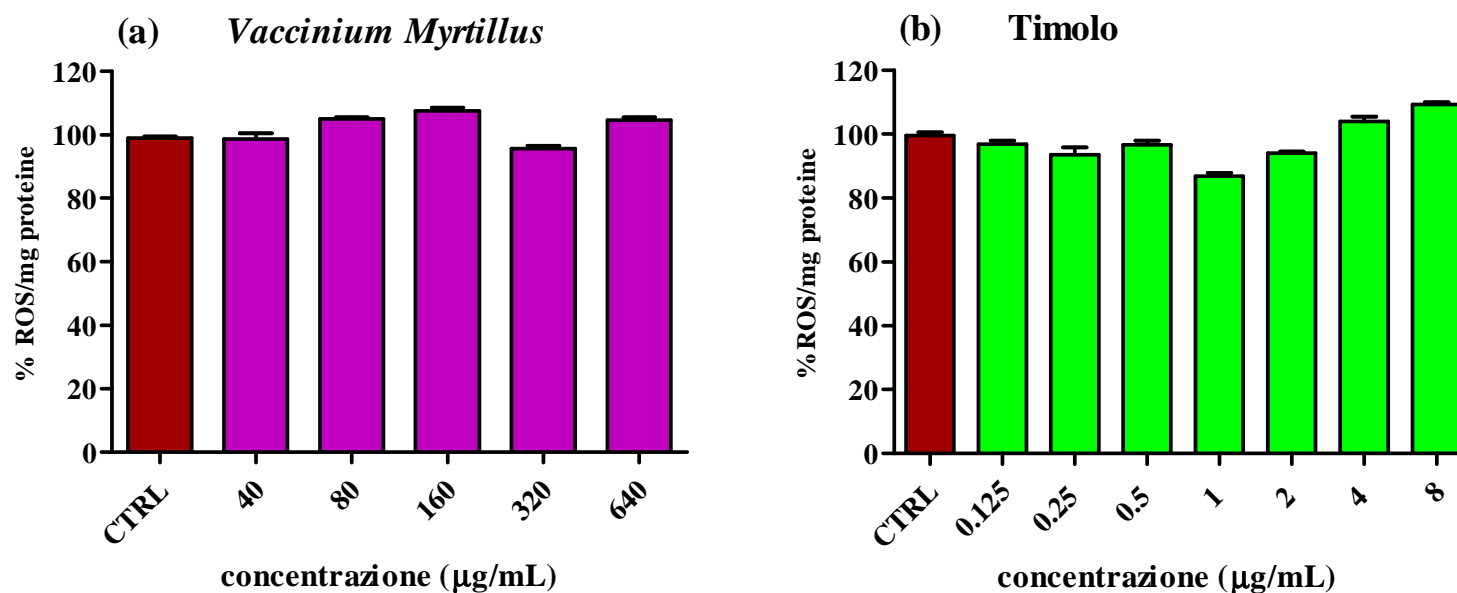 (a) Vaccinium Myrtillus
% ROS/mg proteine
120
100
80
60
40
20
0
CTRL 40 80 160 320 640
concentrazione (μg/mL)
(b) Timolo
%ROS/mg proteine
120
100
80
60
40
20
0
CTRL 0.125 0.25 0.5 1 2 4 8
concentrazione (μg/mL)